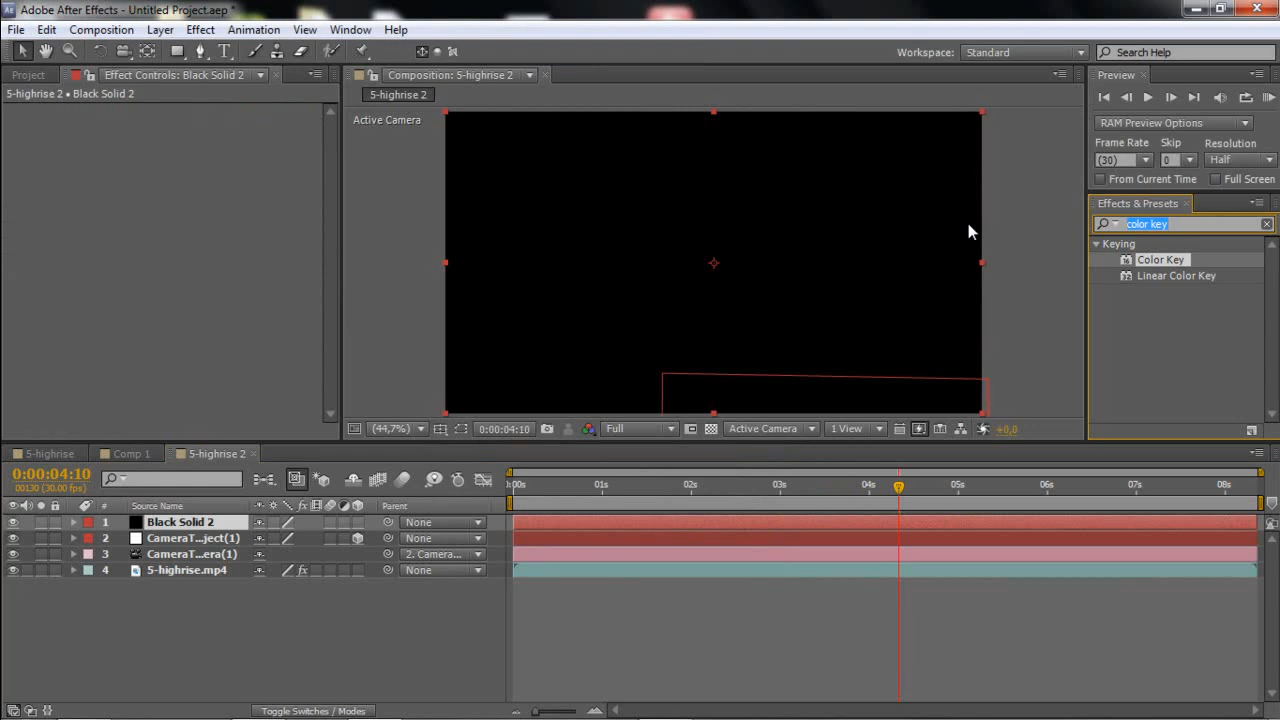 Adobe After Effects - Untitled Project.aep *
File Edit Composition Layer Effect Animation View Window Help
Workspace: Standard Search Help
Project Effect Controls: Black Solid 2 Composition: 5-highrise 2 Preview
5-highrise 2 • Black Solid 2 5-highrise 2
Active Camera
RAM Preview Options
Frame Rate Skip Resolution
(30) 0 Half
From Current Time Full Screen
Effects & Presets
color key
Keying
Color Key
Linear Color Key
(44,7%) 0:00:04:10 Full Active Camera 1 View +0,0
5-highrise Comp 1 5-highrise 2
0:00:04:10
00130 (30.00 fps)
:00s 01s 02s 03s 04s 05s 06s 07s 08s
# Source Name Parent
1 Black Solid 2 None
2 CameraT...ject(1) None
3 CameraT...era(1) 2. Camera...
4 5-highrise.mp4 None
Toggle Switches / Modes